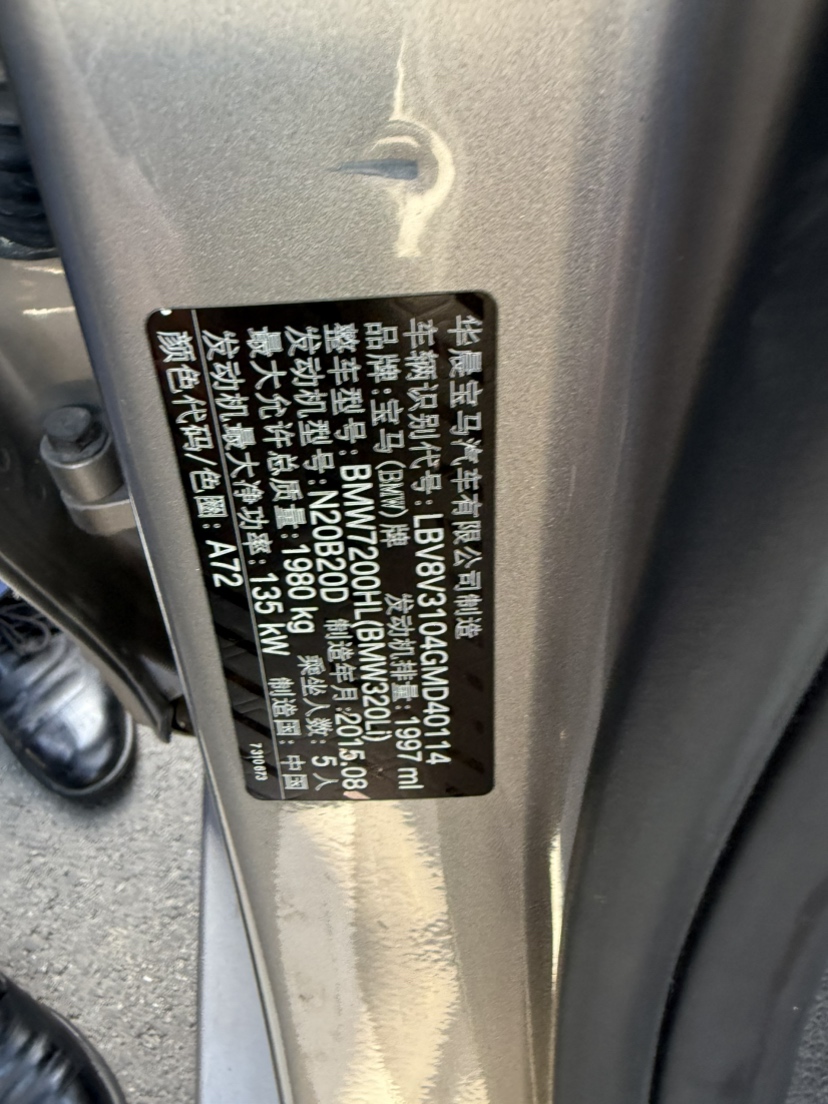 华晨宝马汽车有限公司制造
车辆识别代号：LBV8V3104GMD40114
品牌：宝马(BMW)牌 发动机排量：1997 ml
整车型号：BMW7200HL(BMW320Li)
发动机型号：N20B20D 制造年月：2015.08
最大允许总质量：1980 kg 乘坐人数：5人
发动机最大净功率：135 kW 制造国：中国
颜色代码/色圈：A72
7310673